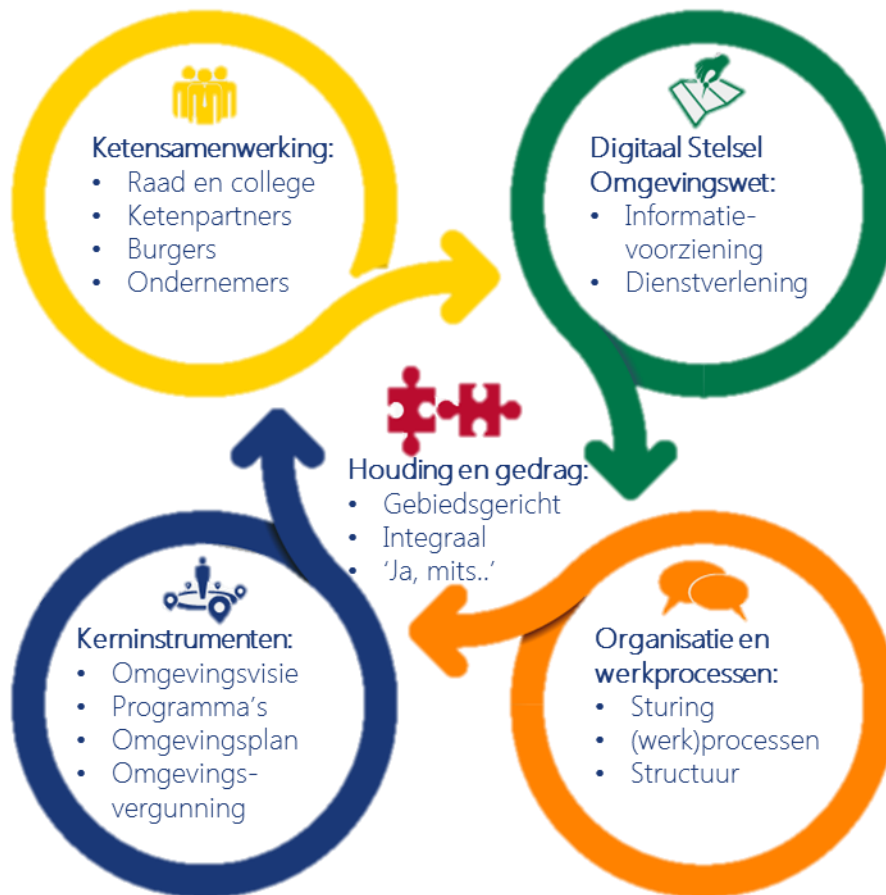 Ketensamenwerking:
• Raad en college
• Ketenpartners
• Burgers
• Ondernemers
Digitaal Stelsel
Omgevingswet:
• Informatie-
voorziening
• Dienstverlening
Houding en gedrag:
• Gebiedsgericht
• Integraal
• ‘Ja, mits..’
Kerninstrumenten:
• Omgevingsvisie
• Programma’s
• Omgevingsplan
• Omgevings-
vergunning
Organisatie en
werkprocessen:
• Sturing
• (werk)processen
• Structuur